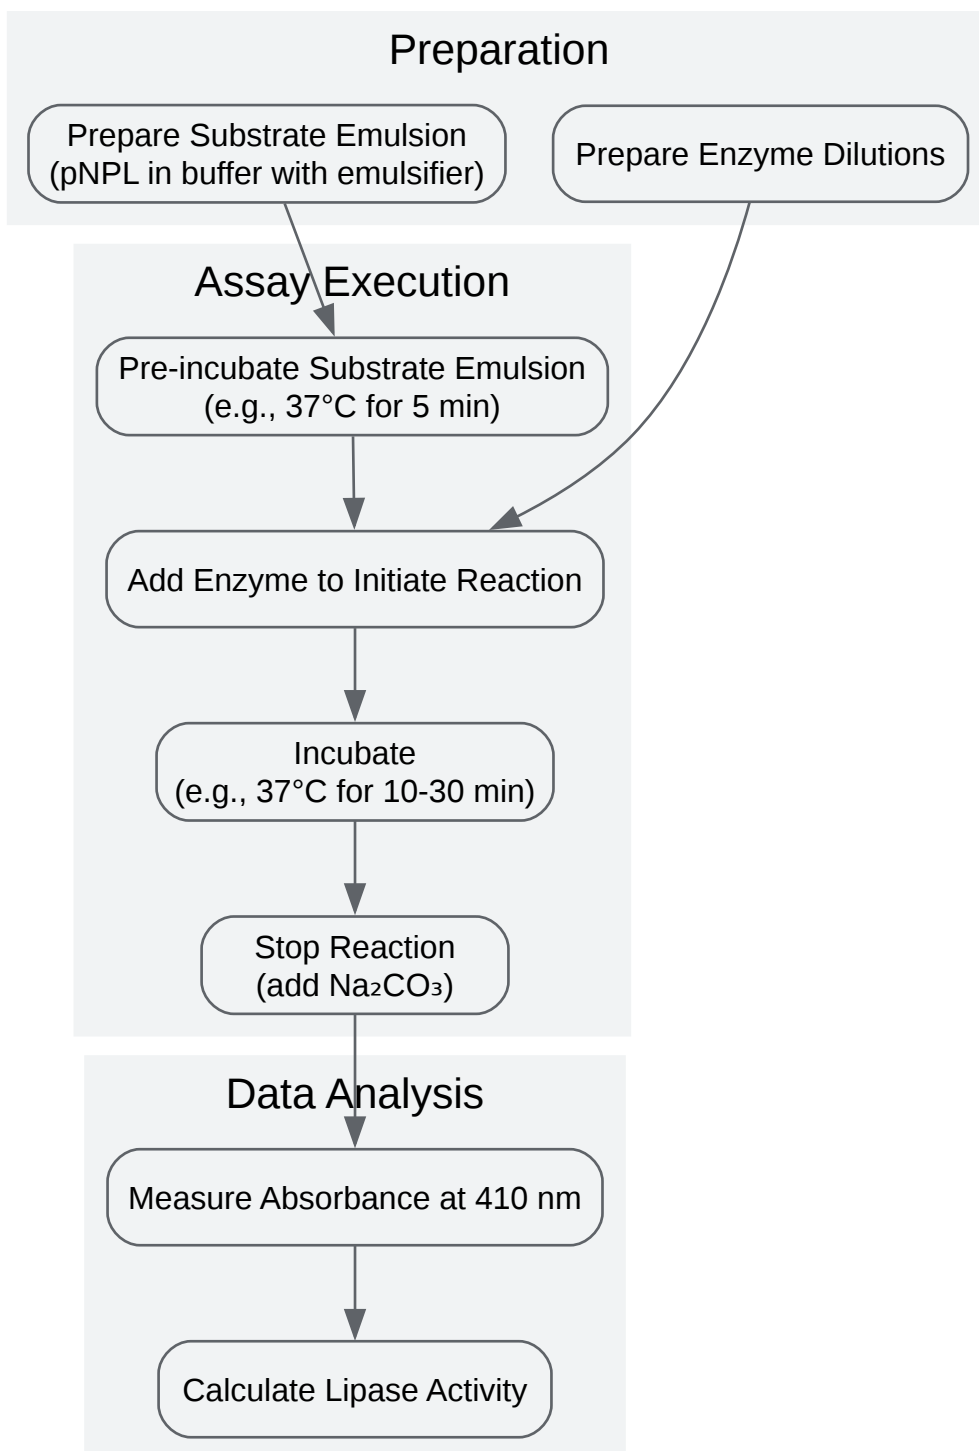 Preparation
Prepare Substrate Emulsion
(pNPL in buffer with emulsifier)
Prepare Enzyme Dilutions
Assay Execution
Pre-incubate Substrate Emulsion
(e.g., 37°C for 5 min)
Add Enzyme to Initiate Reaction
Incubate
(e.g., 37°C for 10-30 min)
Stop Reaction
(add Na₂CO₃)
Data Analysis
Measure Absorbance at 410 nm
Calculate Lipase Activity